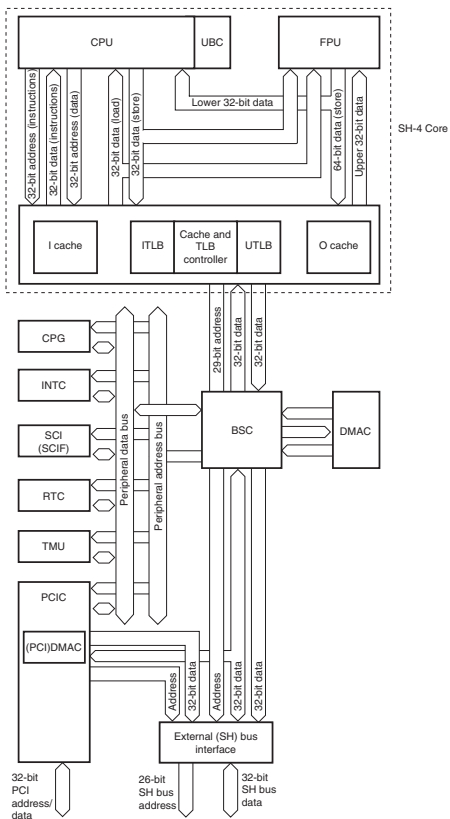 CPU
UBC
FPU
Lower 32-bit data
SH-4 Core
32-bit address (instructions)
32-bit data (instructions)
32-bit address (data)
32-bit data (load)
32-bit data (store)
64-bit data (store)
Upper 32-bit data
I cache
ITLB
Cache and
TLB
controller
UTLB
O cache
29-bit address
32-bit data
32-bit data
CPG
INTC
SCI
(SCIF)
RTC
TMU
PCIC
(PCI)DMAC
Peripheral data bus
Peripheral address bus
BSC
DMAC
Address
32-bit data
Address
32-bit data
32-bit data
External (SH) bus
interface
32-bit
PCI
address/
data
26-bit
SH bus
address
32-bit
SH bus
data